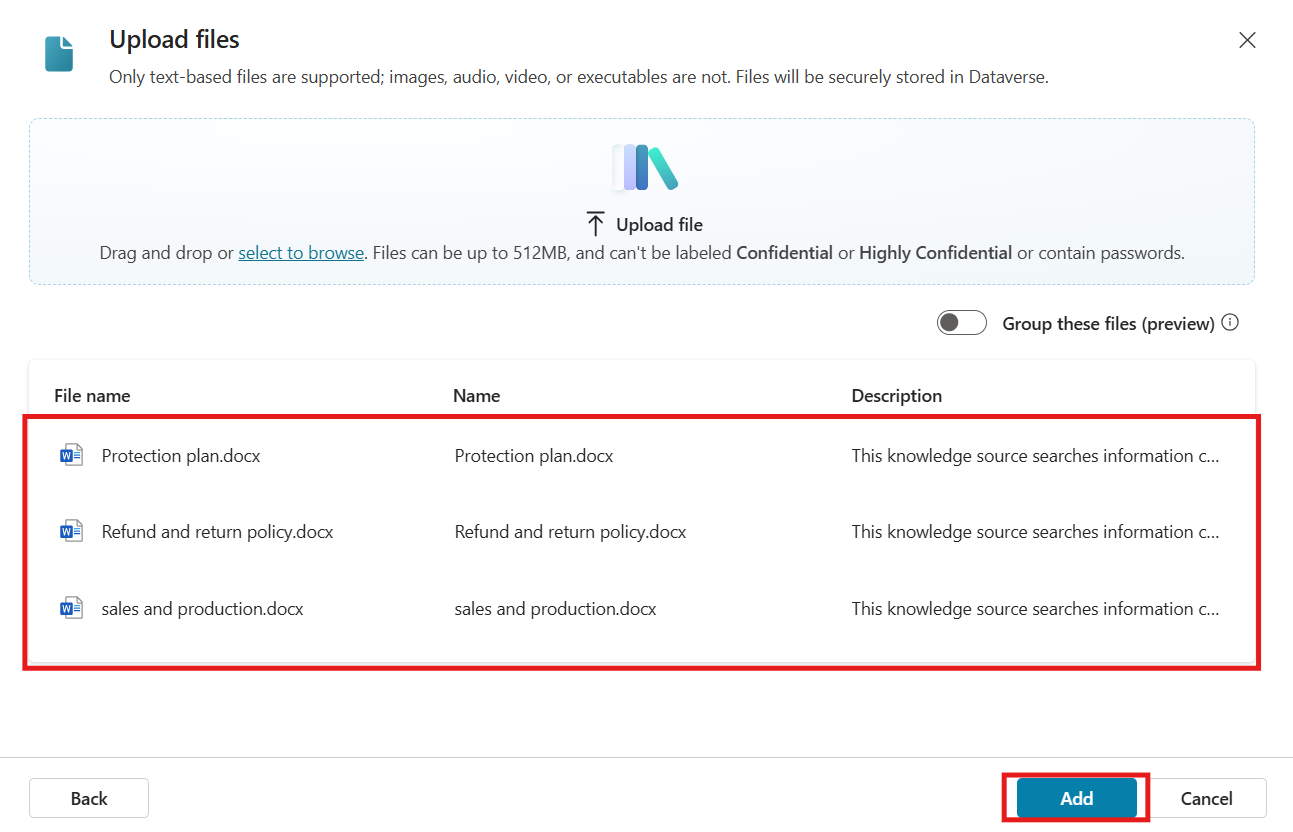 Upload files
Only text-based files are supported; images, audio, video, or executables are not. Files will be securely stored in Dataverse.
Upload file
Drag and drop or select to browse. Files can be up to 512MB, and can't be labeled Confidential or Highly Confidential or contain passwords.
Group these files (preview)
File name Name Description
Protection plan.docx Protection plan.docx This knowledge source searches information c...
Refund and return policy.docx Refund and return policy.docx This knowledge source searches information c...
sales and production.docx sales and production.docx This knowledge source searches information c...
Back Add Cancel